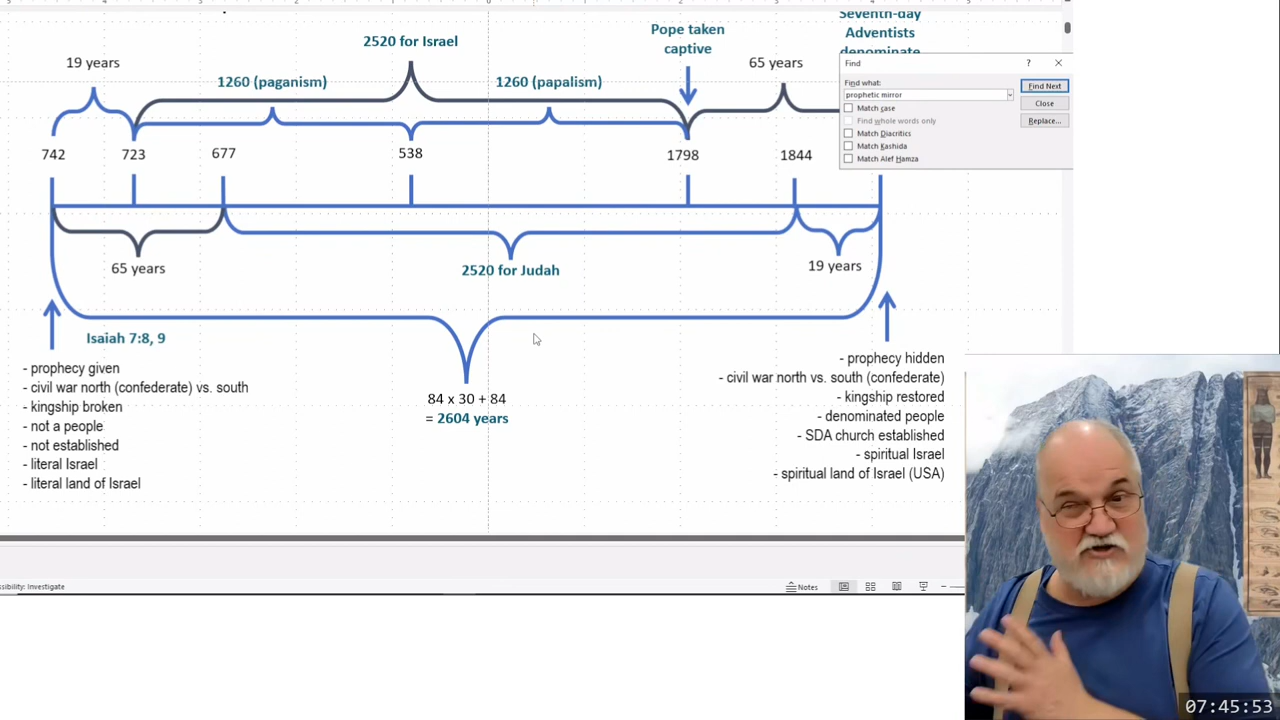 Seventh-day
Adventists
denominate
Pope taken
captive
2520 for Israel
19 years
65 years
1260 (paganism)
1260 (papalism)
742
723
677
538
1798
1844
Find
?
Find what:
prophetic mirror
Find Next
Match case
Close
Find whole words only
Replace...
Match Diacritics
Match Kashida
Match Alef Hamza
65 years
2520 for Judah
19 years
Isaiah 7:8, 9
- prophecy given
- civil war north (confederate) vs. south
- kingship broken
- not a people
- not established
- literal Israel
- literal land of Israel
84 x 30 + 84
= 2604 years
- prophecy hidden
- civil war north vs. south (confederate)
- kingship restored
- denominated people
- SDA church established
- spiritual Israel
- spiritual land of Israel (USA)
ssibility: Investigate
Notes
07:45:53